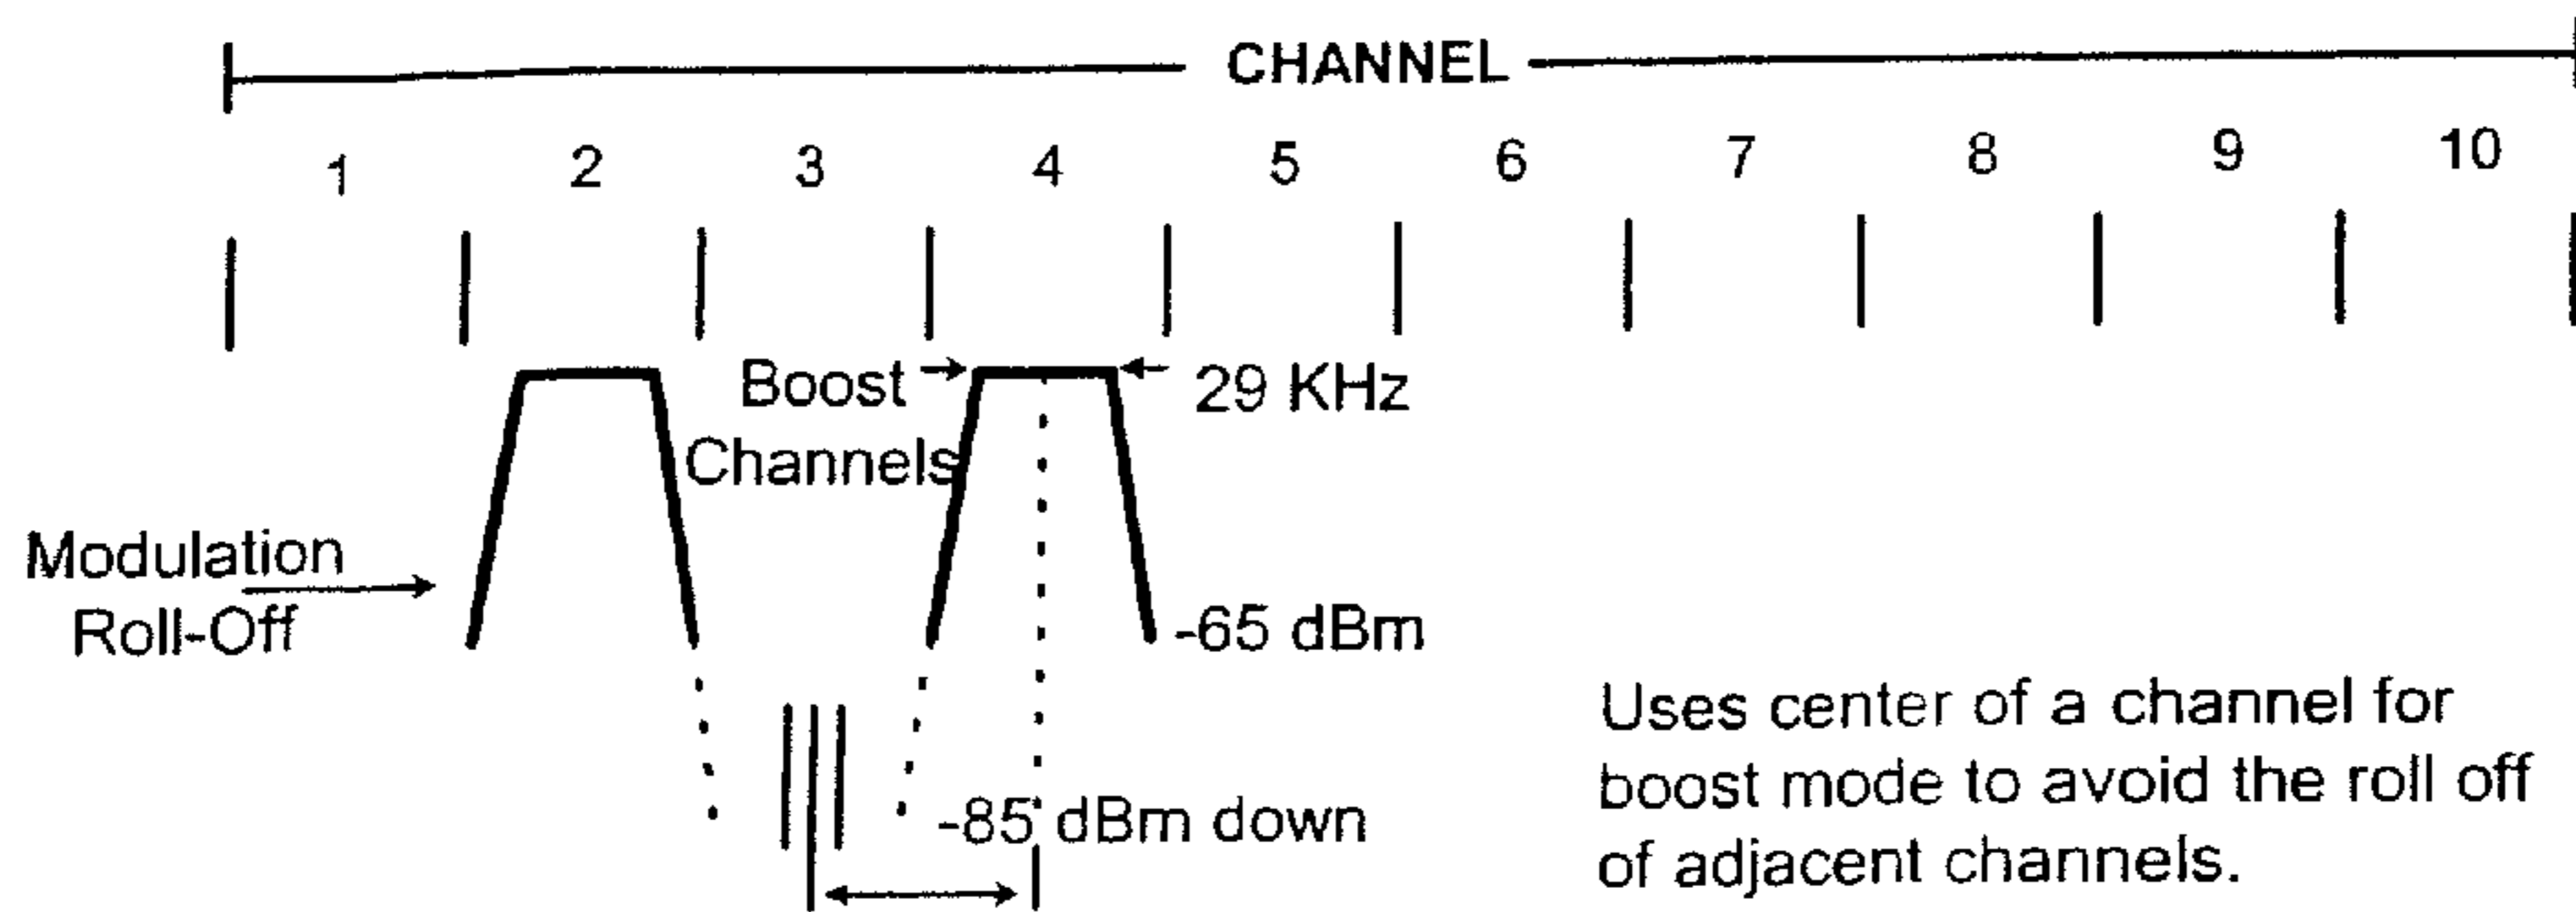 CHANNEL
1 2 3 4 5 6 7 8 9 10
Boost
Channels
29 KHz
Modulation
Roll-Off
-65 dBm
-85 dBm down
Uses center of a channel for
boost mode to avoid the roll off
of adjacent channels.